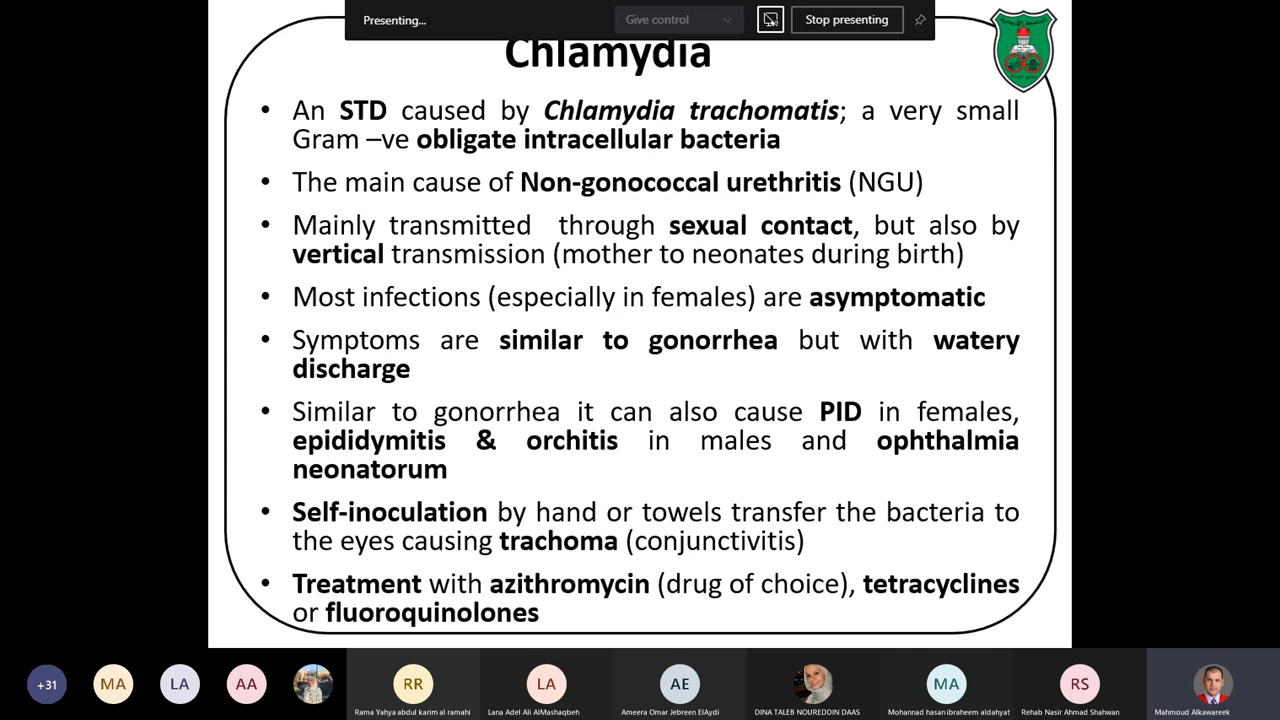 Presenting...
Give control
Stop presenting
Chlamydia
• An STD caused by Chlamydia trachomatis; a very small
Gram –ve obligate intracellular bacteria
• The main cause of Non-gonococcal urethritis (NGU)
• Mainly transmitted through sexual contact, but also by
vertical transmission (mother to neonates during birth)
• Most infections (especially in females) are asymptomatic
• Symptoms are similar to gonorrhea but with watery
discharge
• Similar to gonorrhea it can also cause PID in females,
epididymitis & orchitis in males and ophthalmia
neonatorum
• Self-inoculation by hand or towels transfer the bacteria to
the eyes causing trachoma (conjunctivitis)
• Treatment with azithromycin (drug of choice), tetracyclines
or fluoroquinolones
+31
MA
LA
AA
RR
LA
AE
MA
RS
Rama Yahya abdul karim al ramahi
Lana Adel Ali AlMashaqbeh
Ameera Omar Jebreen ElAydi
DINA TALEB NOUREDDIN DAAS
Mohannad hasan ibraheem aldahyat
Rehab Nasir Ahmad Shahwan
Mahmoud Alkawareek